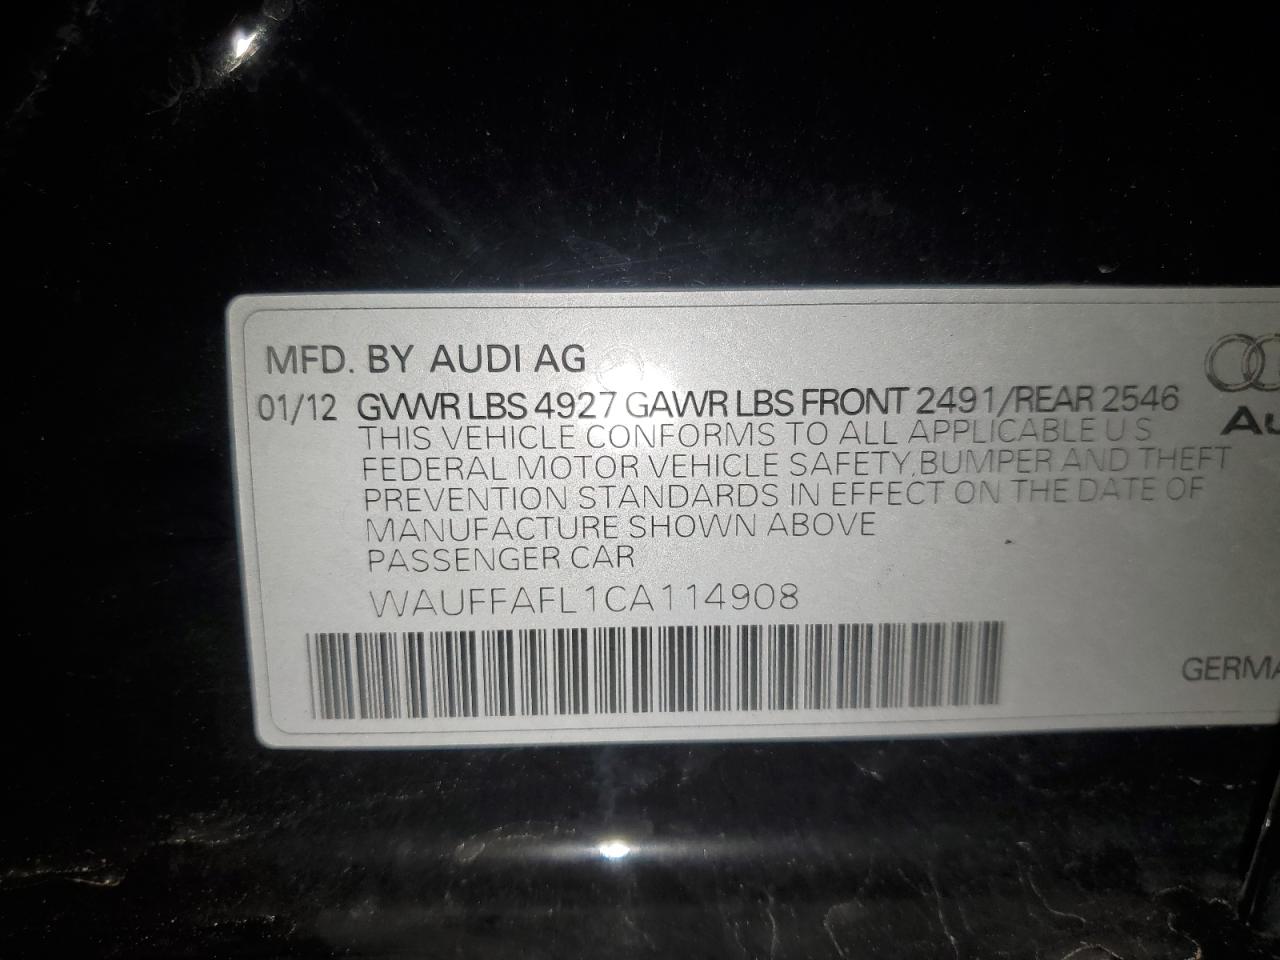 MFD. BY AUDI AG
01/12 GVWR LBS 4927 GAWR LBS FRONT 2491/REAR 2546
THIS VEHICLE CONFORMS TO ALL APPLICABLE U S
FEDERAL MOTOR VEHICLE SAFETY,BUMPER AND THEFT
PREVENTION STANDARDS IN EFFECT ON THE DATE OF
MANUFACTURE SHOWN ABOVE
PASSENGER CAR
WAUFFAFL1CA114908